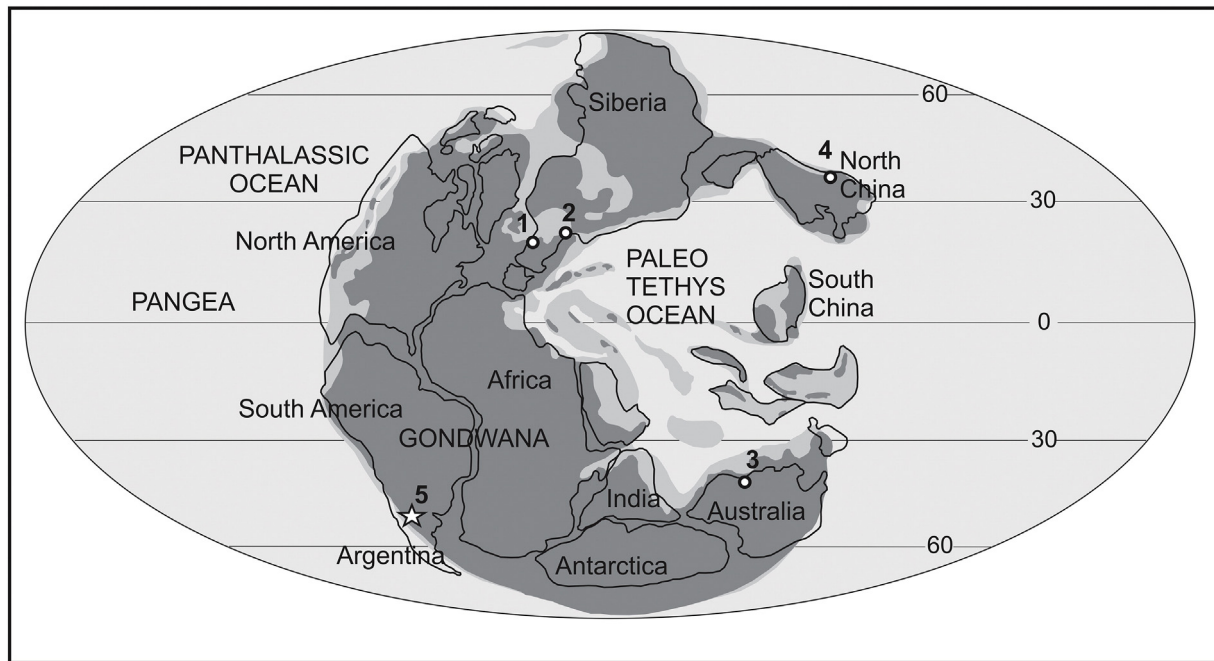 Siberia
60
PANTHALASSIC
OCEAN
4
North
China
30
1
2
North America
PALEO
TETHYS
OCEAN
South
China
PANGEA
0
Africa
South America
GONDWANA
30
3
5
India
Australia
Argentina
Antarctica
60